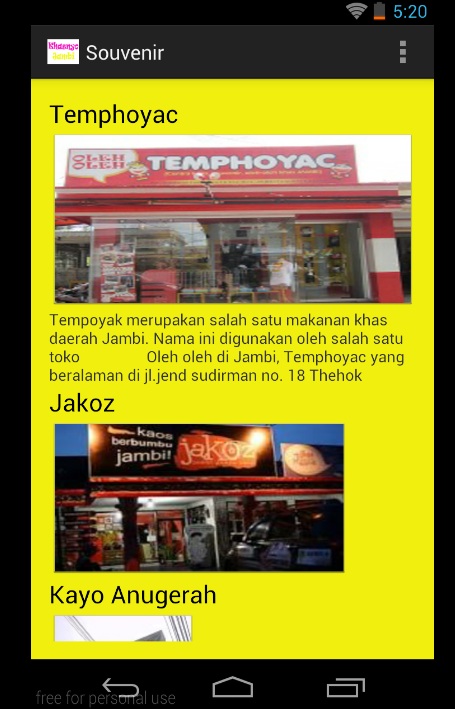 5:20
Khasnyo
Jambi
Souvenir
Temphoyac
OLEH
OLEH
TEMPHOYAC
Tempoyak merupakan salah satu makanan khas
daerah Jambi. Nama ini digunakan oleh salah satu
toko Oleh oleh di Jambi, Temphoyac yang
beralaman di jl.jend sudirman no. 18 Thehok
Jakoz
kaos
berbumbu
jambi!
jakoz
Kayo Anugerah
free for personal use